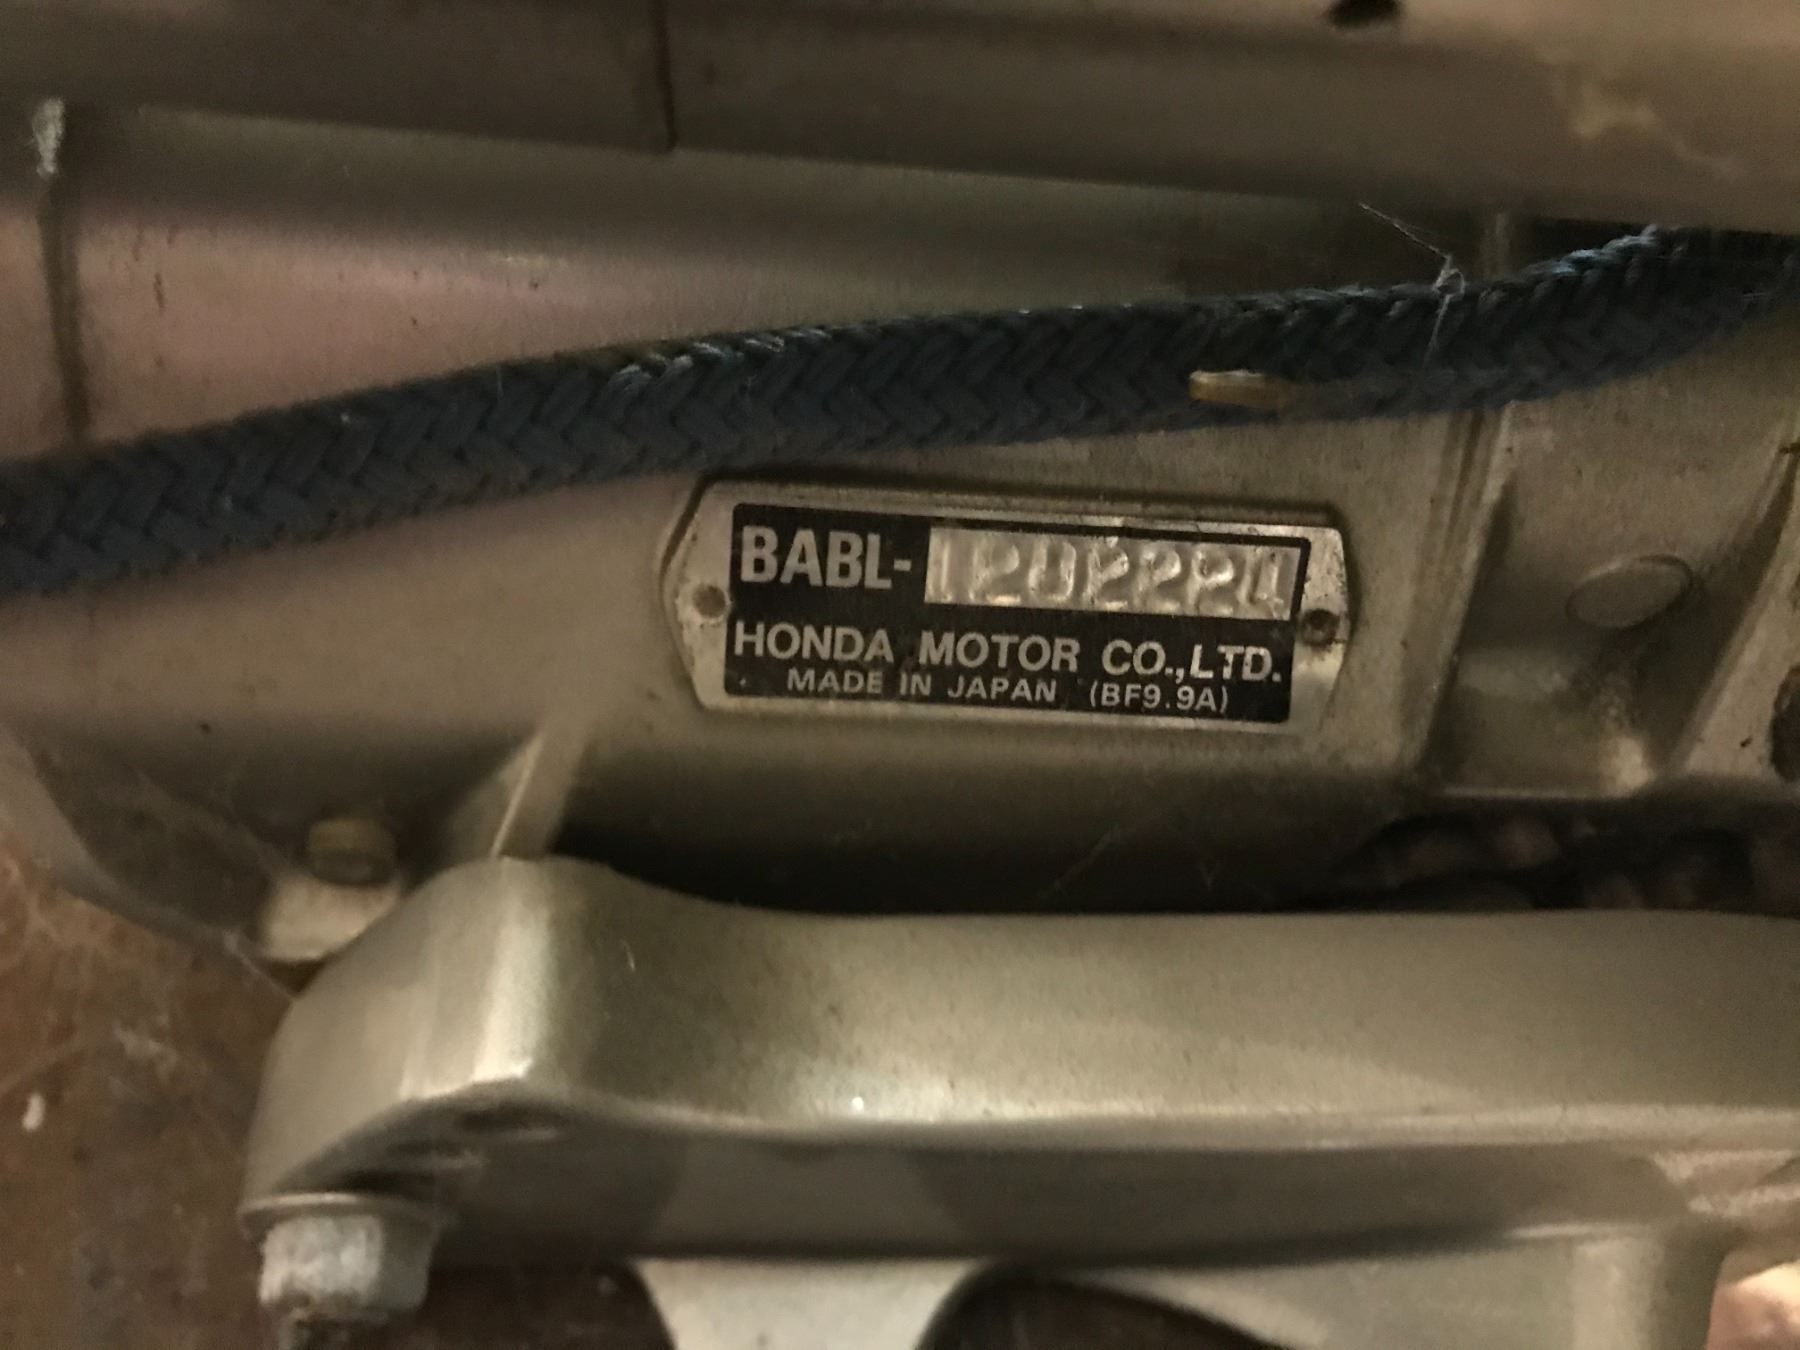 BABL-1202224
HONDA MOTOR CO.,LTD.
MADE IN JAPAN (BF9.9A)